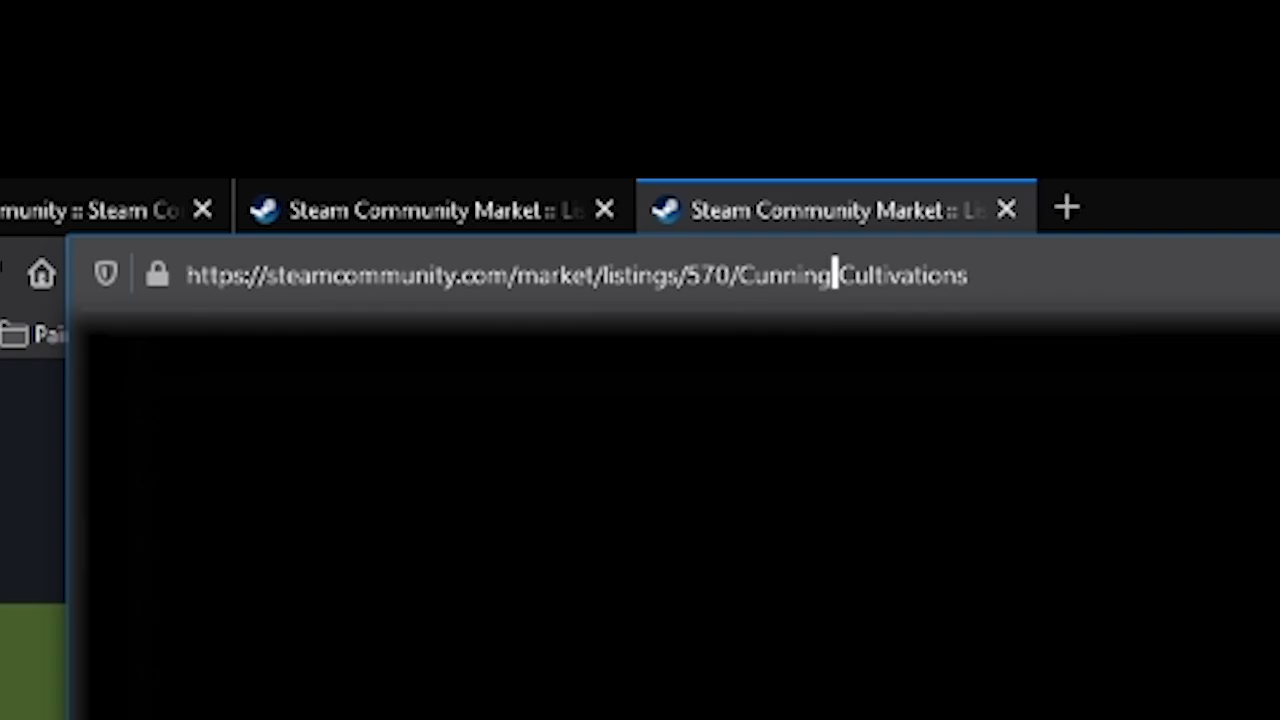 munity :: Steam Co
Steam Community Market :: Li
Steam Community Market :: Li
https://steamcommunity.com/market/listings/570/Cunning Cultivations
Pai